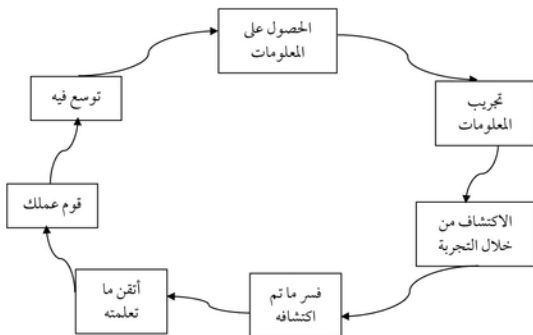 الحصول على
المعلومات
تجريب
المعلومات
الاكتشاف من
خلال التجربة
فسر ما تم
اكتشافه
أتقن ما
تعلمته
قوم عملك
توسع فيه